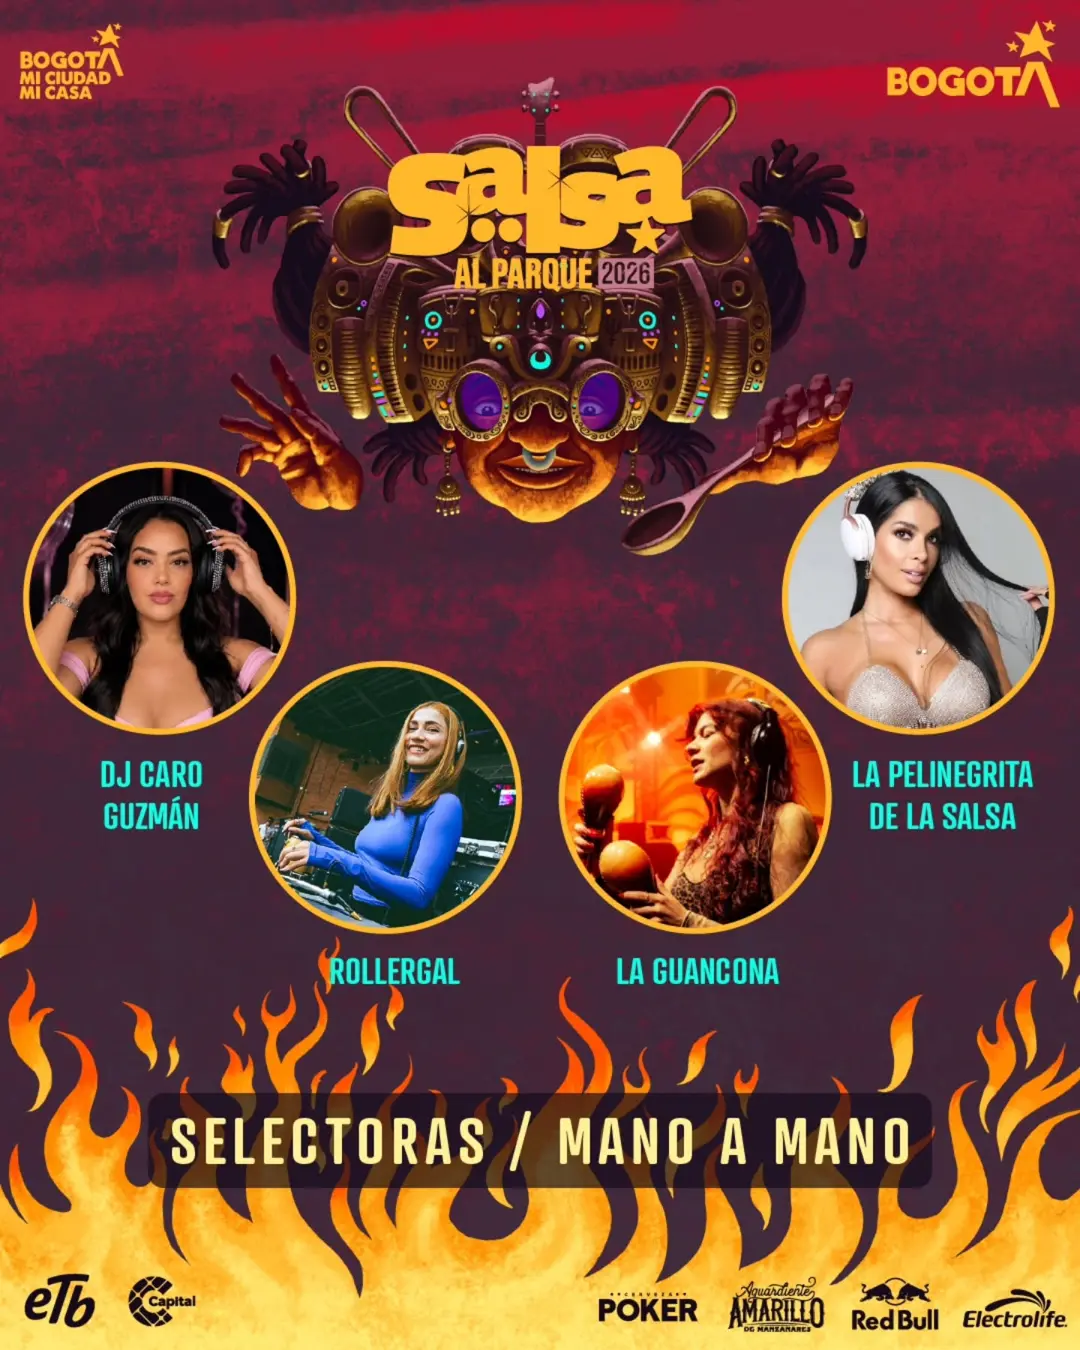 BOGOTÁ
MI CIUDAD
MI CASA
BOGOTÁ
Salsa
AL PARQUE 2026
DJ CARO
GUZMÁN
LA PELINEGRITA
DE LA SALSA
ROLLERGAL
LA GUANCONA
SELECTORAS / MANO A MANO
eTb
Capital
CERVEZA
POKER
Aguardiente
AMARILLO
DE MANZANARES
Red Bull
Electrolife